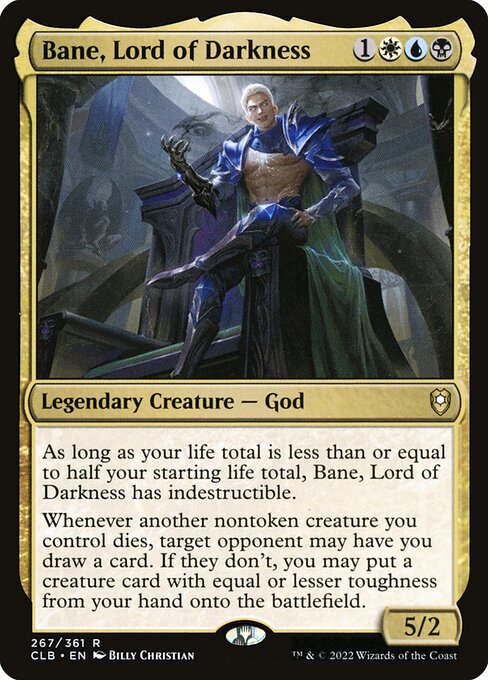 Bane, Lord of Darkness 1
Legendary Creature — God
As long as your life total is less than or equal
to half your starting life total, Bane, Lord of
Darkness has indestructible.
Whenever another nontoken creature you
control dies, target opponent may have you
draw a card. If they don't, you may put a
creature card with equal or lesser toughness
from your hand onto the battlefield.
5/2
267/361 R
CLB • EN Billy Christian
™ & © 2022 Wizards of the Coast